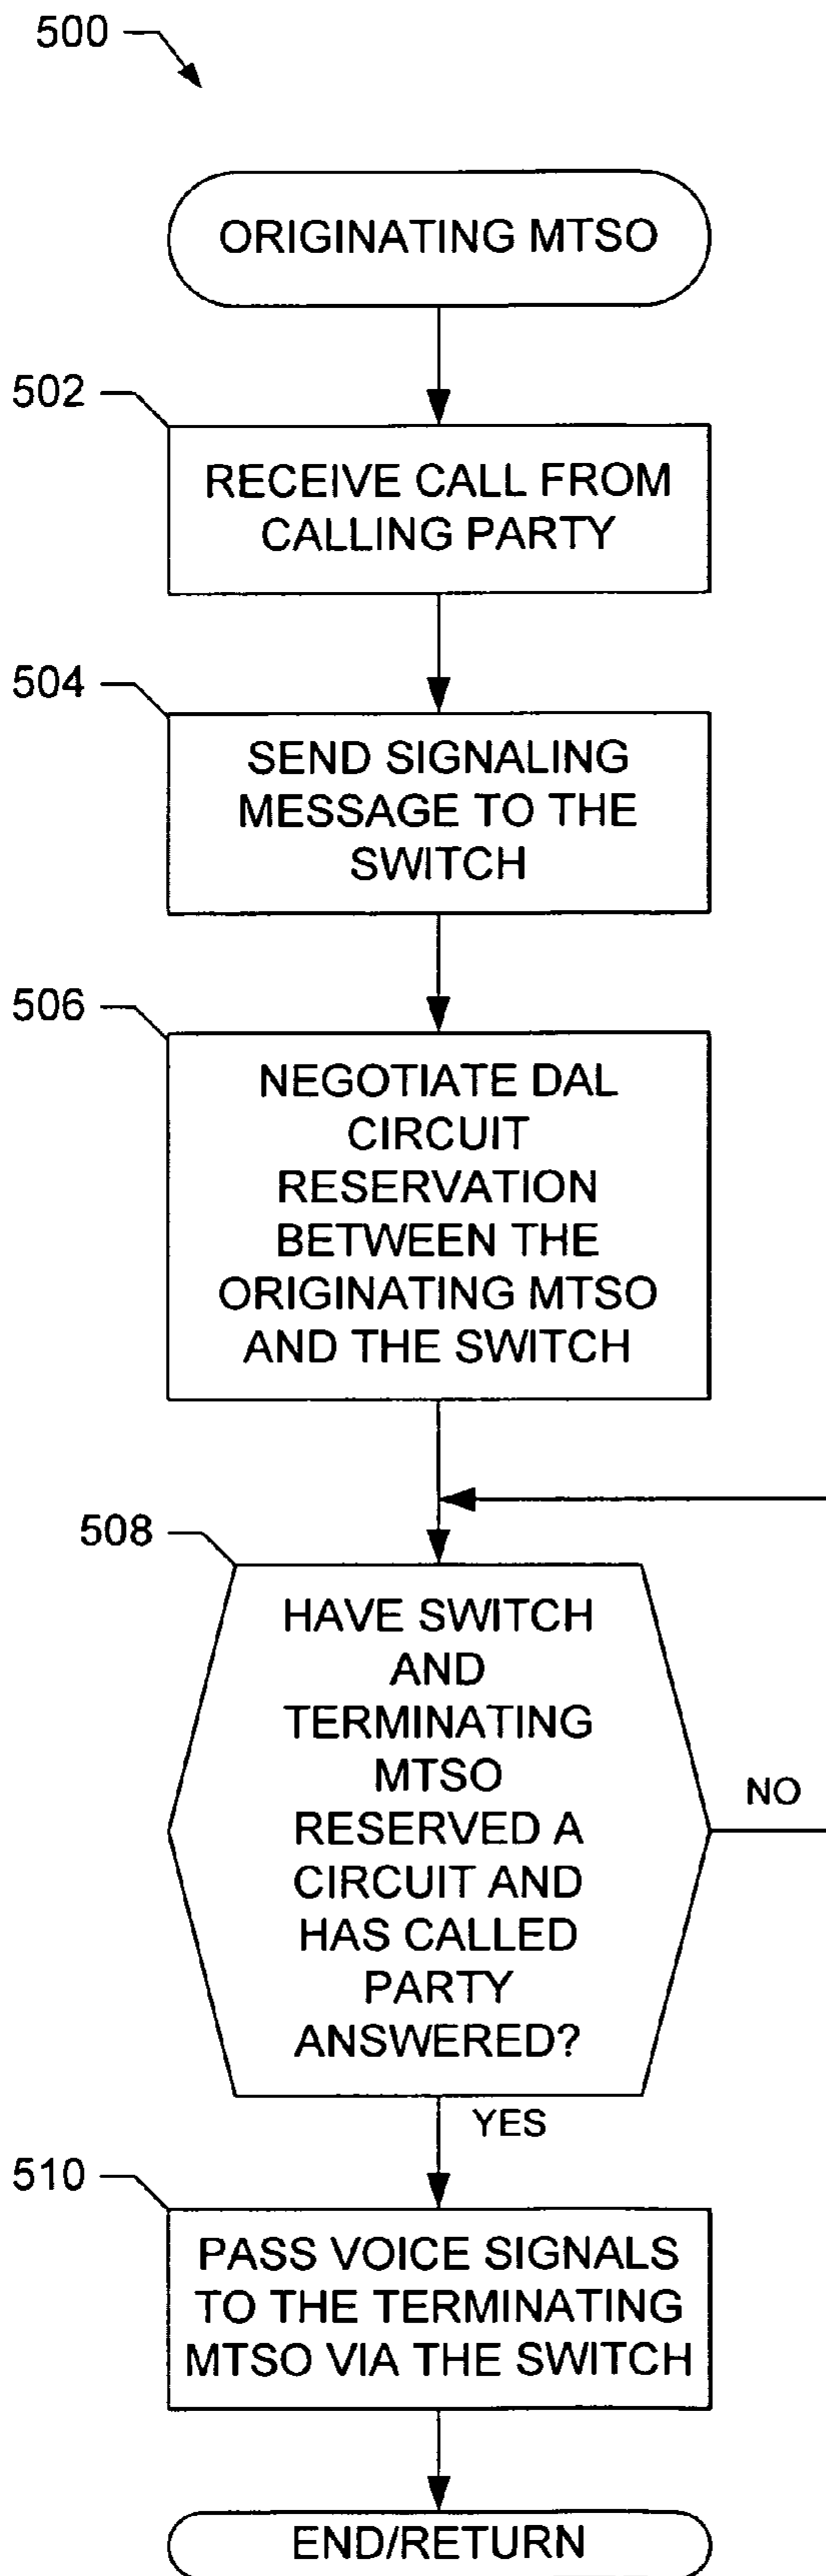 500
ORIGINATING MTSO
502
RECEIVE CALL FROM
CALLING PARTY
504
SEND SIGNALING
MESSAGE TO THE
SWITCH
506
NEGOTIATE DAL
CIRCUIT
RESERVATION
BETWEEN THE
ORIGINATING MTSO
AND THE SWITCH
508
HAVE SWITCH
AND
TERMINATING
MTSO
RESERVED A
CIRCUIT AND
HAS CALLED
PARTY
ANSWERED?
NO
YES
510
PASS VOICE SIGNALS
TO THE TERMINATING
MTSO VIA THE SWITCH
END/RETURN